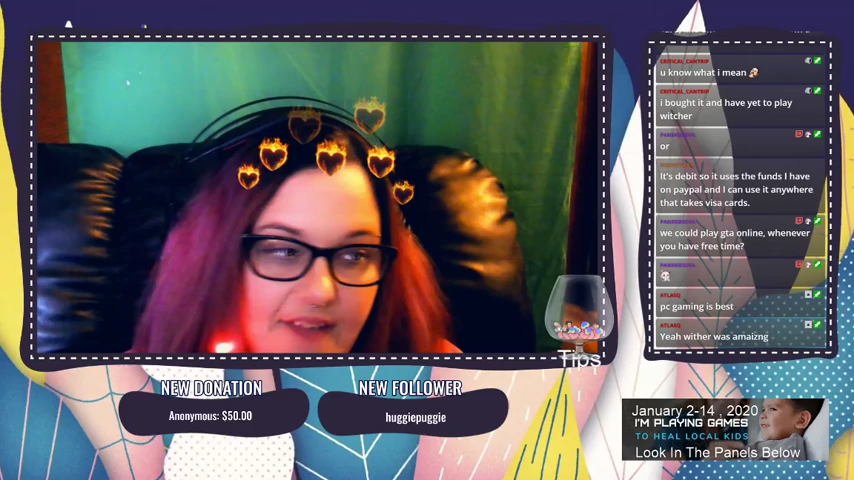 CRITICAL_CANTRIP
u know what i mean
CRITICAL_CANTRIP
i bought it and have yet to play
witcher
or
It's debit so it uses the funds I have
on paypal and I can use it anywhere
that takes visa cards.
we could play gta online, whenever
you have free time?
ATLASQ
pc gaming is best
ATLASQ
Yeah wither was amaizng
Tips
NEW DONATION
Anonymous: $50.00
NEW FOLLOWER
huggiepuggie
January 2-14 , 2020
I'M PLAYING GAMES
TO HEAL LOCAL KIDS
Look In The Panels Below